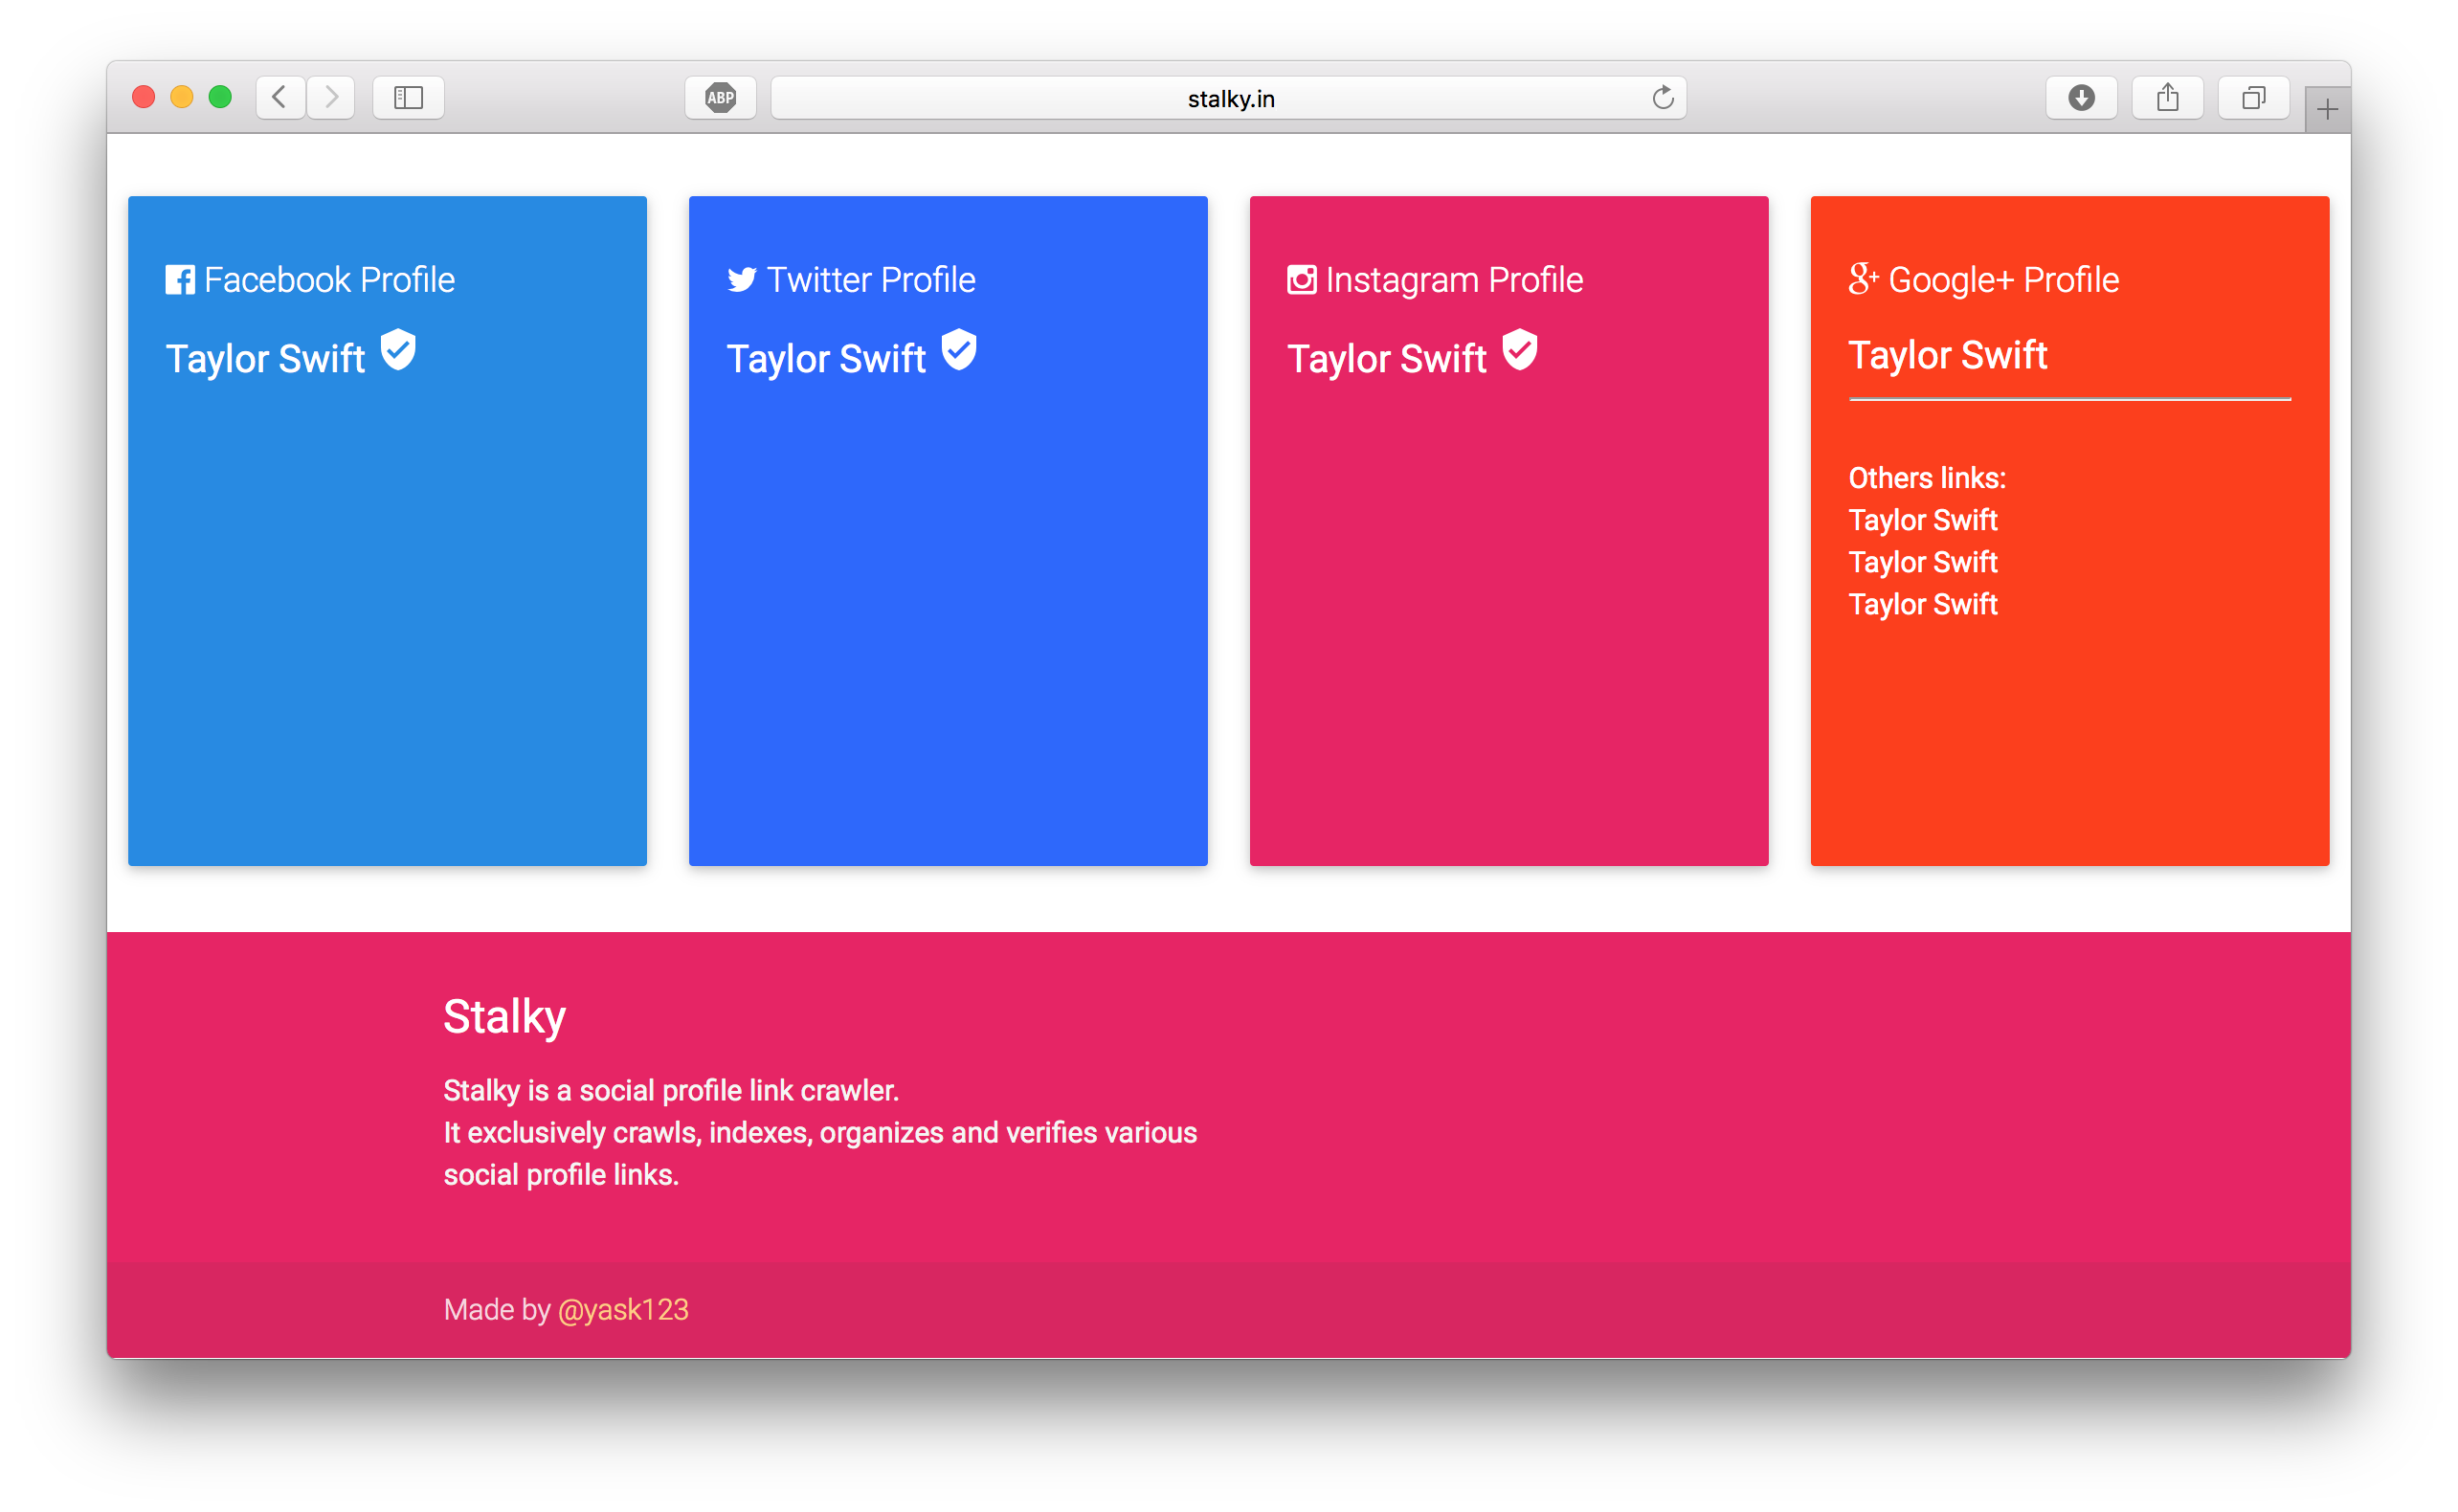 ABP
stalky.in
Facebook Profile
Taylor Swift
Twitter Profile
Taylor Swift
Instagram Profile
Taylor Swift
g+ Google+ Profile
Taylor Swift
Others links:
Taylor Swift
Taylor Swift
Taylor Swift
Stalky
Stalky is a social profile link crawler.
It exclusively crawls, indexes, organizes and verifies various
social profile links.
Made by @yask123